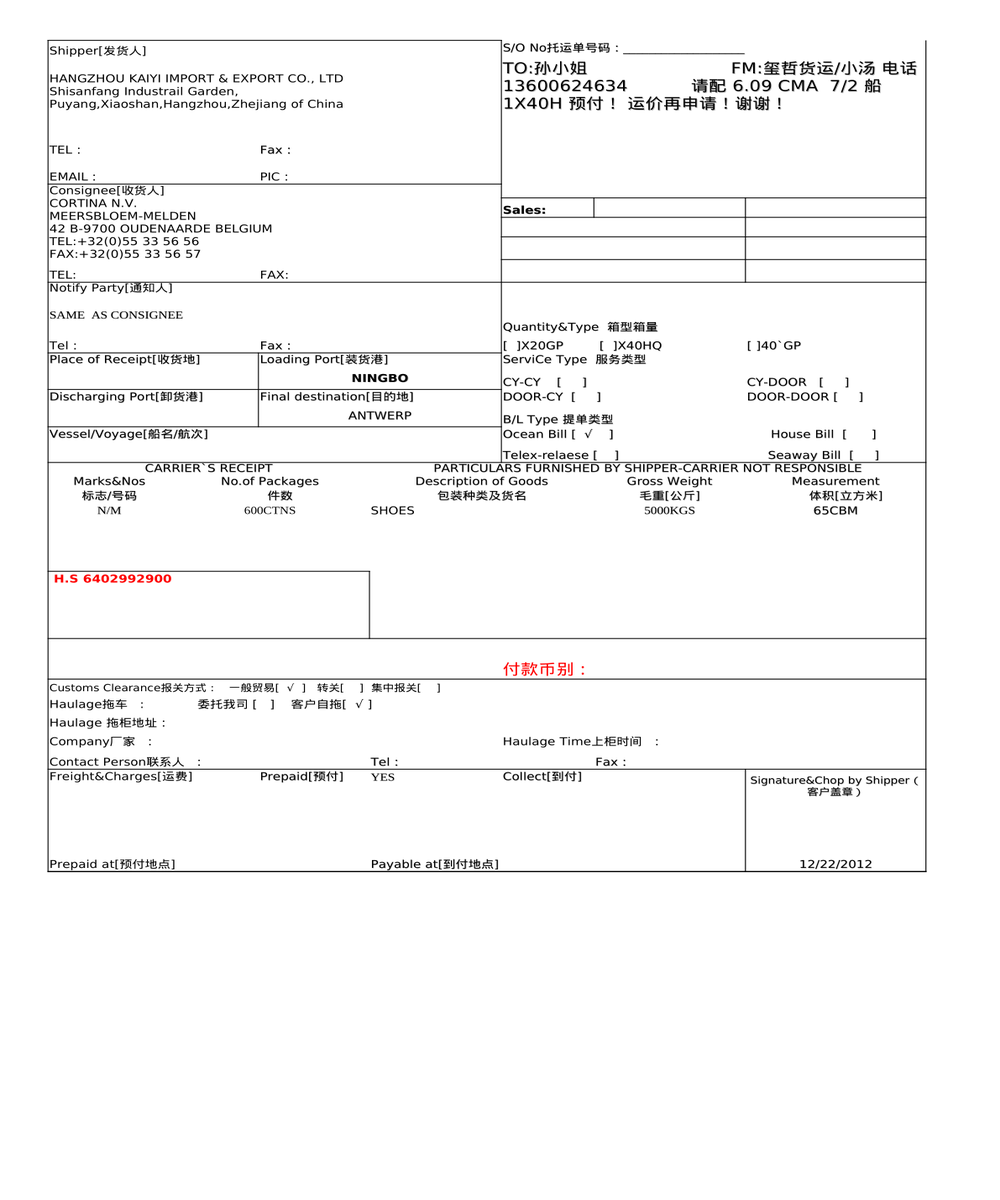 Shipper[发货人]
HANGZHOU KAIYI IMPORT & EXPORT CO., LTD
Shisanfang Industrail Garden,
Puyang,Xiaoshan,Hangzhou,Zhejiang of China
TEL : Fax :
EMAIL : PIC :
S/O No托运单号码 : ____________________
TO:孙小姐 FM:玺哲货运/小汤 电话
13600624634 请配 6.09 CMA 7/2 船
1X40H 预付！ 运价再申请！谢谢！
Consignee[收货人]
CORTINA N.V.
MEERSBLOEM-MELDEN
42 B-9700 OUDENAARDE BELGIUM
TEL:+32(0)55 33 56 56
FAX:+32(0)55 33 56 57
TEL: FAX:
Sales:
Notify Party[通知人]
SAME AS CONSIGNEE
Tel : Fax :
Quantity&Type 箱型箱量
[ ]X20GP [ ]X40HQ [ ]40`GP
Place of Receipt[收货地] Loading Port[装货港]
NINGBO
ServiCe Type 服务类型
CY-CY [ ] CY-DOOR [ ]
Discharging Port[卸货港] Final destination[目的地]
ANTWERP
DOOR-CY [ ] DOOR-DOOR [ ]
B/L Type 提单类型
Vessel/Voyage[船名/航次]
Ocean Bill [ √ ] House Bill [ ]
Telex-relaese [ ] Seaway Bill [ ]
CARRIER`S RECEIPT PARTICULARS FURNISHED BY SHIPPER-CARRIER NOT RESPONSIBLE
Marks&Nos No.of Packages Description of Goods Gross Weight Measurement
标志/号码 件数 包装种类及货名 毛重[公斤] 体积[立方米]
N/M 600CTNS SHOES 5000KGS 65CBM
H.S 6402992900
付款币别：
Customs Clearance报关方式： 一般贸易[ √ ] 转关[ ] 集中报关[ ]
Haulage拖车 : 委托我司 [ ] 客户自拖[ √ ]
Haulage 拖柜地址 :
Company厂家 : Haulage Time上柜时间 :
Contact Person联系人 : Tel : Fax :
Freight&Charges[运费] Prepaid[预付] YES Collect[到付]
Signature&Chop by Shipper (
客户盖章 )
Prepaid at[预付地点] Payable at[到付地点] 12/22/2012